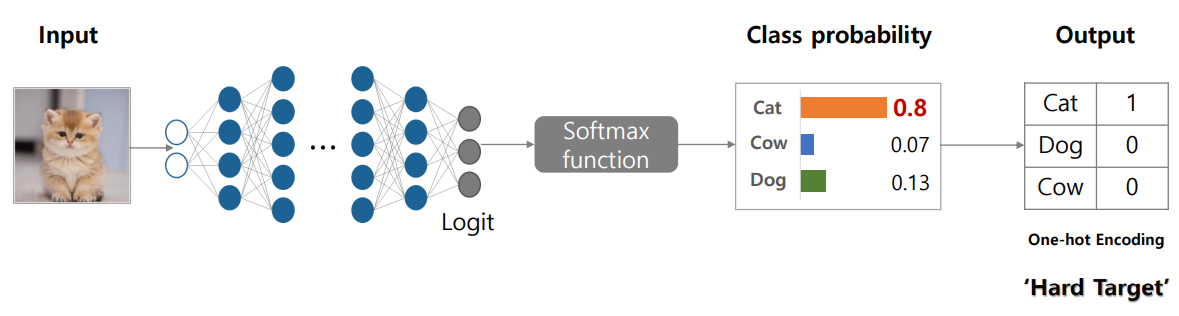 Input
Class probability
Output
Logit
Softmax
function
Cat 0.8
Cow 0.07
Dog 0.13
Cat 1
Dog 0
Cow 0
One-hot Encoding
‘Hard Target’